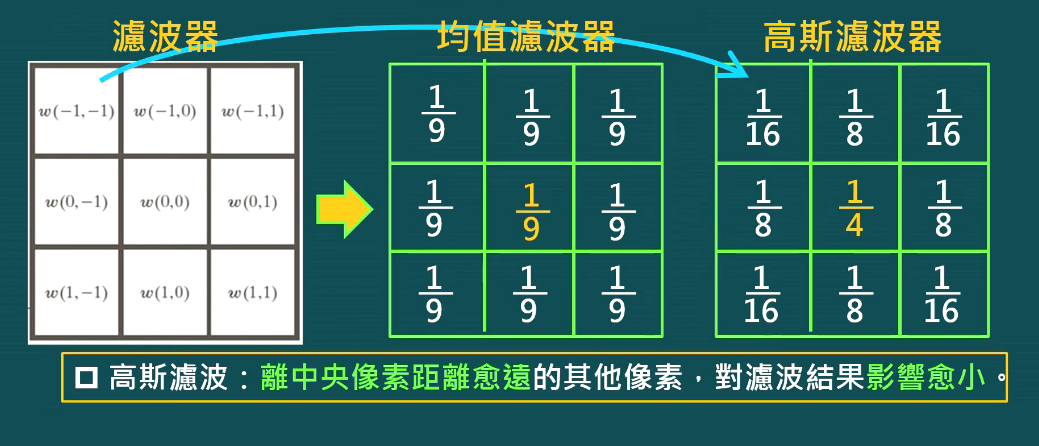 濾波器 均值濾波器 高斯濾波器
w(−1,−1) w(−1,0) w(−1,1) 1/9 1/9 1/9 1/16 1/8 1/16
w(0,−1) w(0,0) w(0,1) 1/9 1/9 1/9 1/8 1/4 1/8
w(1,−1) w(1,0) w(1,1) 1/9 1/9 1/9 1/16 1/8 1/16
高斯濾波：離中央像素距離愈遠的其他像素，對濾波結果影響愈小。